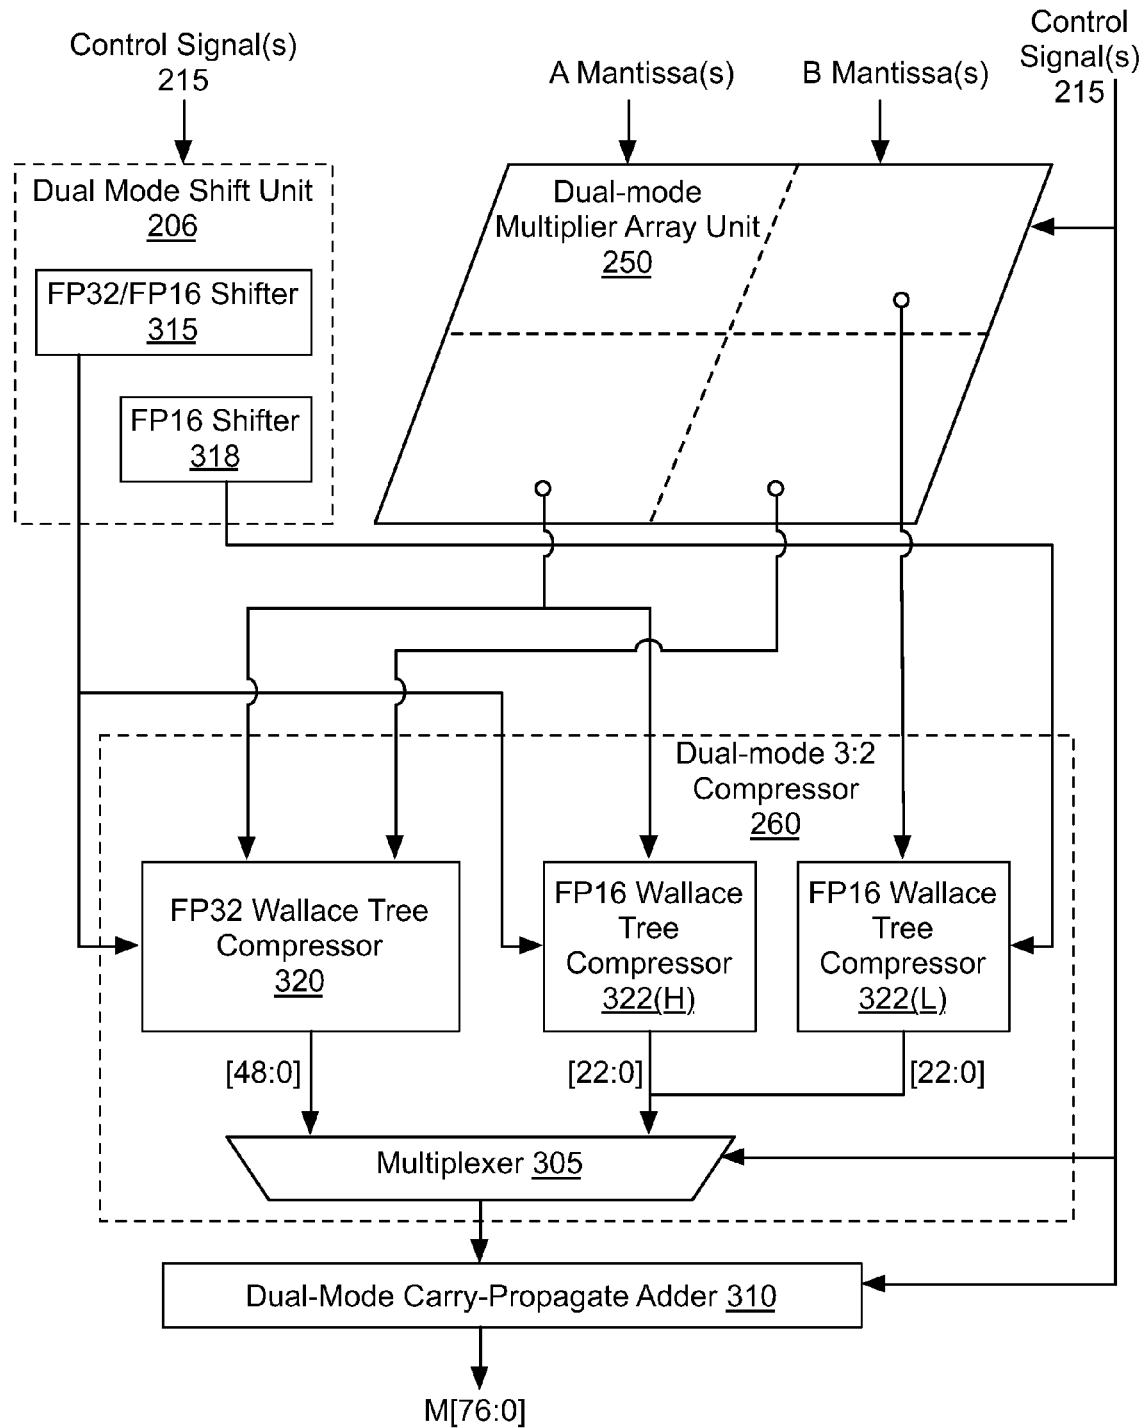 Control Signal(s)
215
A Mantissa(s)
B Mantissa(s)
Control
Signal(s)
215
Dual Mode Shift Unit
206
FP32/FP16 Shifter
315
FP16 Shifter
318
Dual-mode
Multiplier Array Unit
250
Dual-mode 3:2
Compressor
260
FP32 Wallace Tree
Compressor
320
FP16 Wallace
Tree
Compressor
322(H)
FP16 Wallace
Tree
Compressor
322(L)
[48:0]
[22:0]
[22:0]
Multiplexer 305
Dual-Mode Carry-Propagate Adder 310
M[76:0]